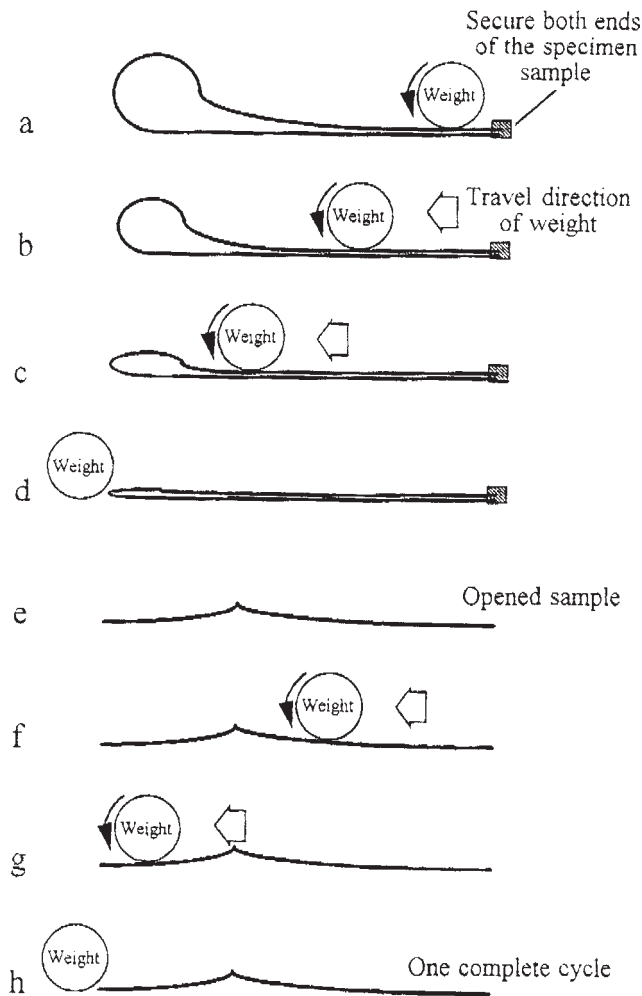 Secure both ends
of the specimen
sample
Weight
a
Weight
Travel direction
of weight
b
Weight
c
Weight
d
Opened sample
e
Weight
f
Weight
g
Weight
One complete cycle
h